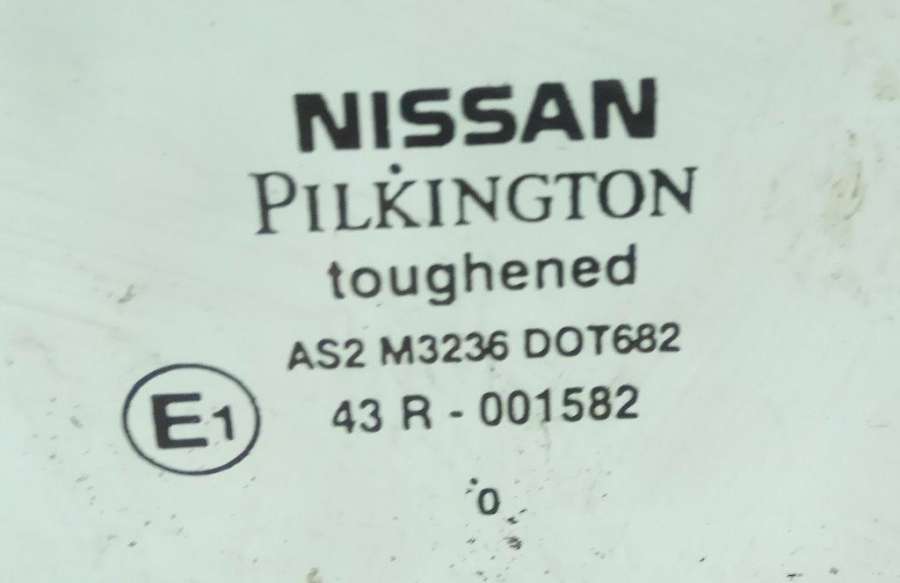 NISSAN
PILKINGTON
toughened
AS2 M3236 DOT682
E1 43 R - 001582
0